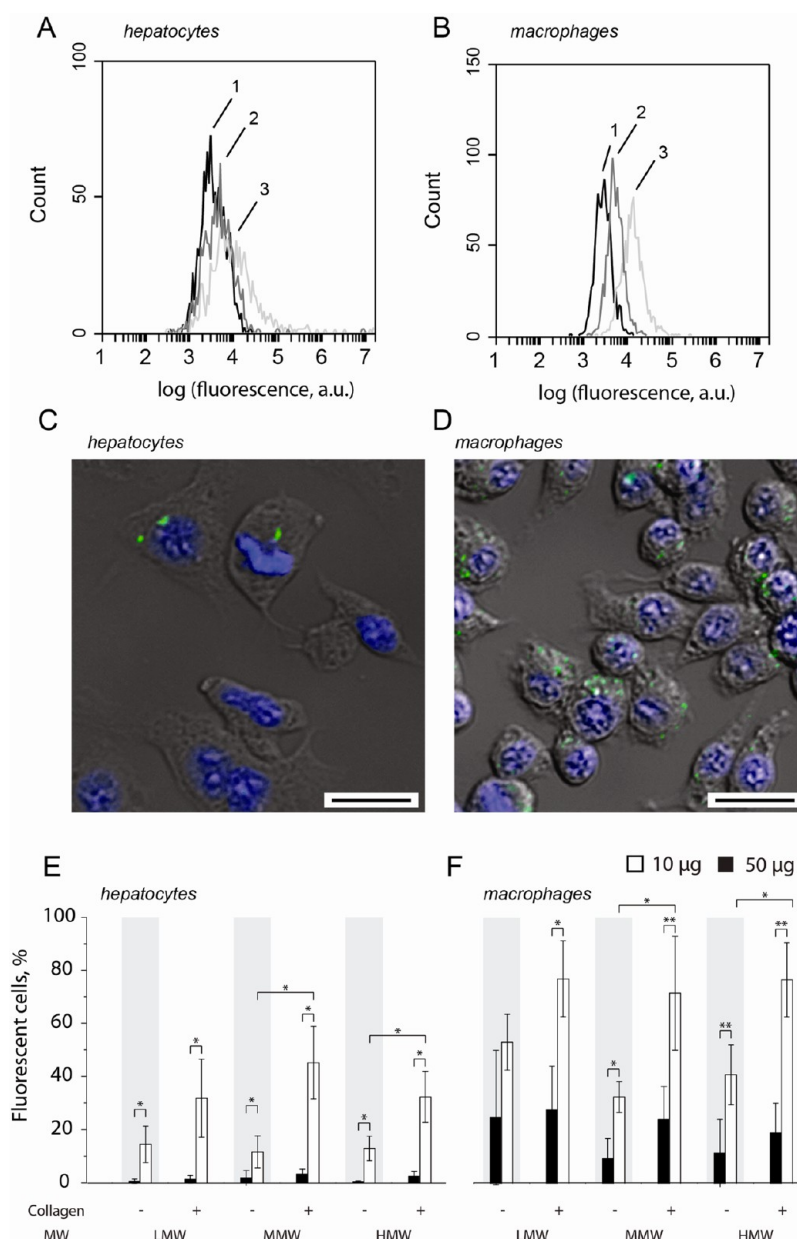 A
hepatocytes
100
50
0
Count
1
2
3
1 2 3 4 5 6 7
log (fluorescence, a.u.)
B
macrophages
150
100
50
0
Count
1
2
3
1 2 3 4 5 6 7
log (fluorescence, a.u.)
C
hepatocytes
D
macrophages
E
hepatocytes
F
macrophages
10 µg 50 µg
100
80
60
40
20
0
Fluorescent cells, %
*
*
*
*
*
*
*
*
*
*
**
*
**
**
*
Collagen - + - + - + - + - + - +
MW LMW MMW HMW LMW MMW HMW